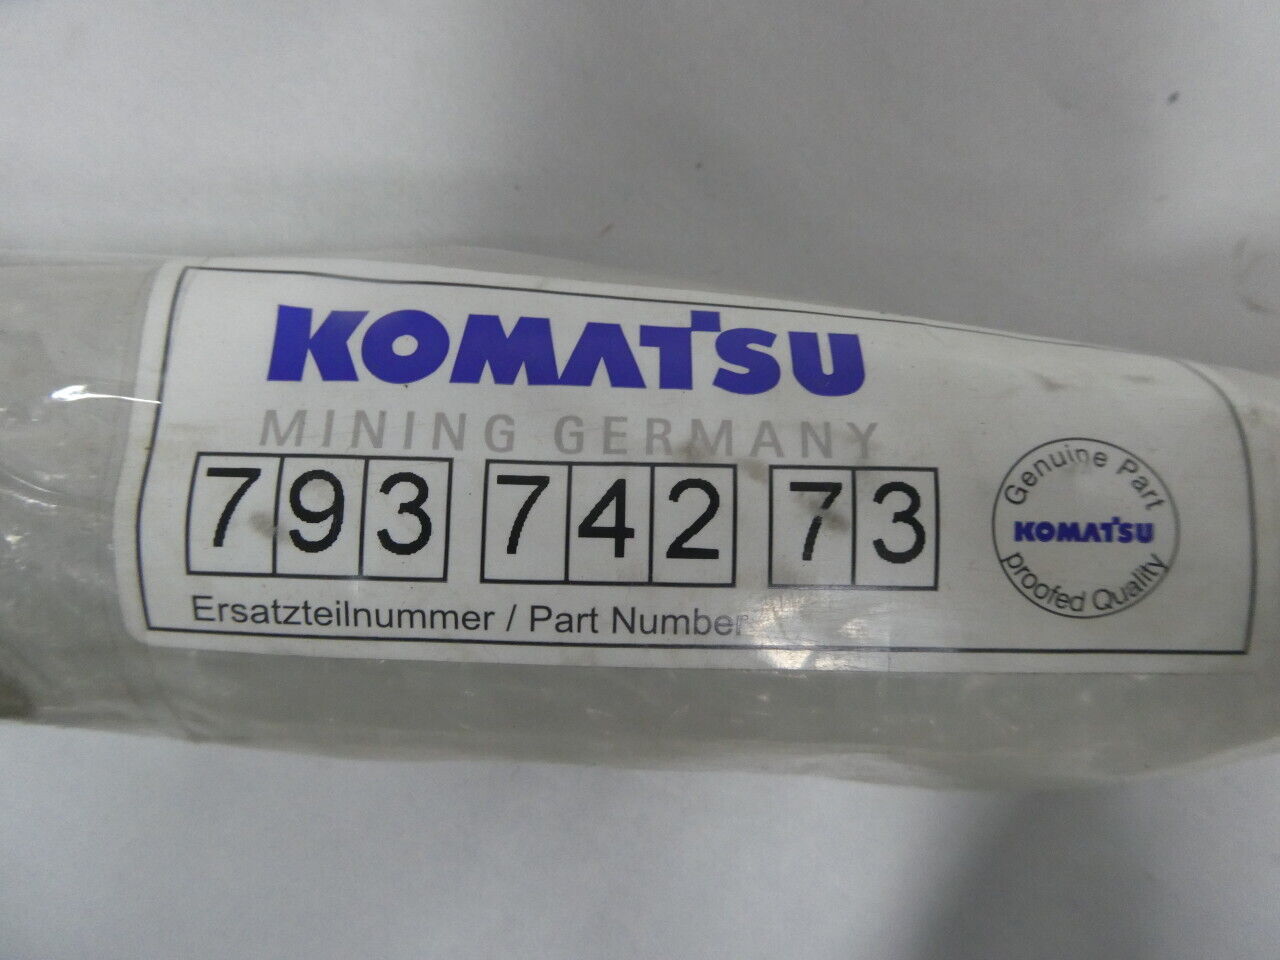 KOMATSU
MINING GERMANY
793 742 73
Ersatzteilnummer / Part Number
Genuine Part
KOMATSU
proofed Quality